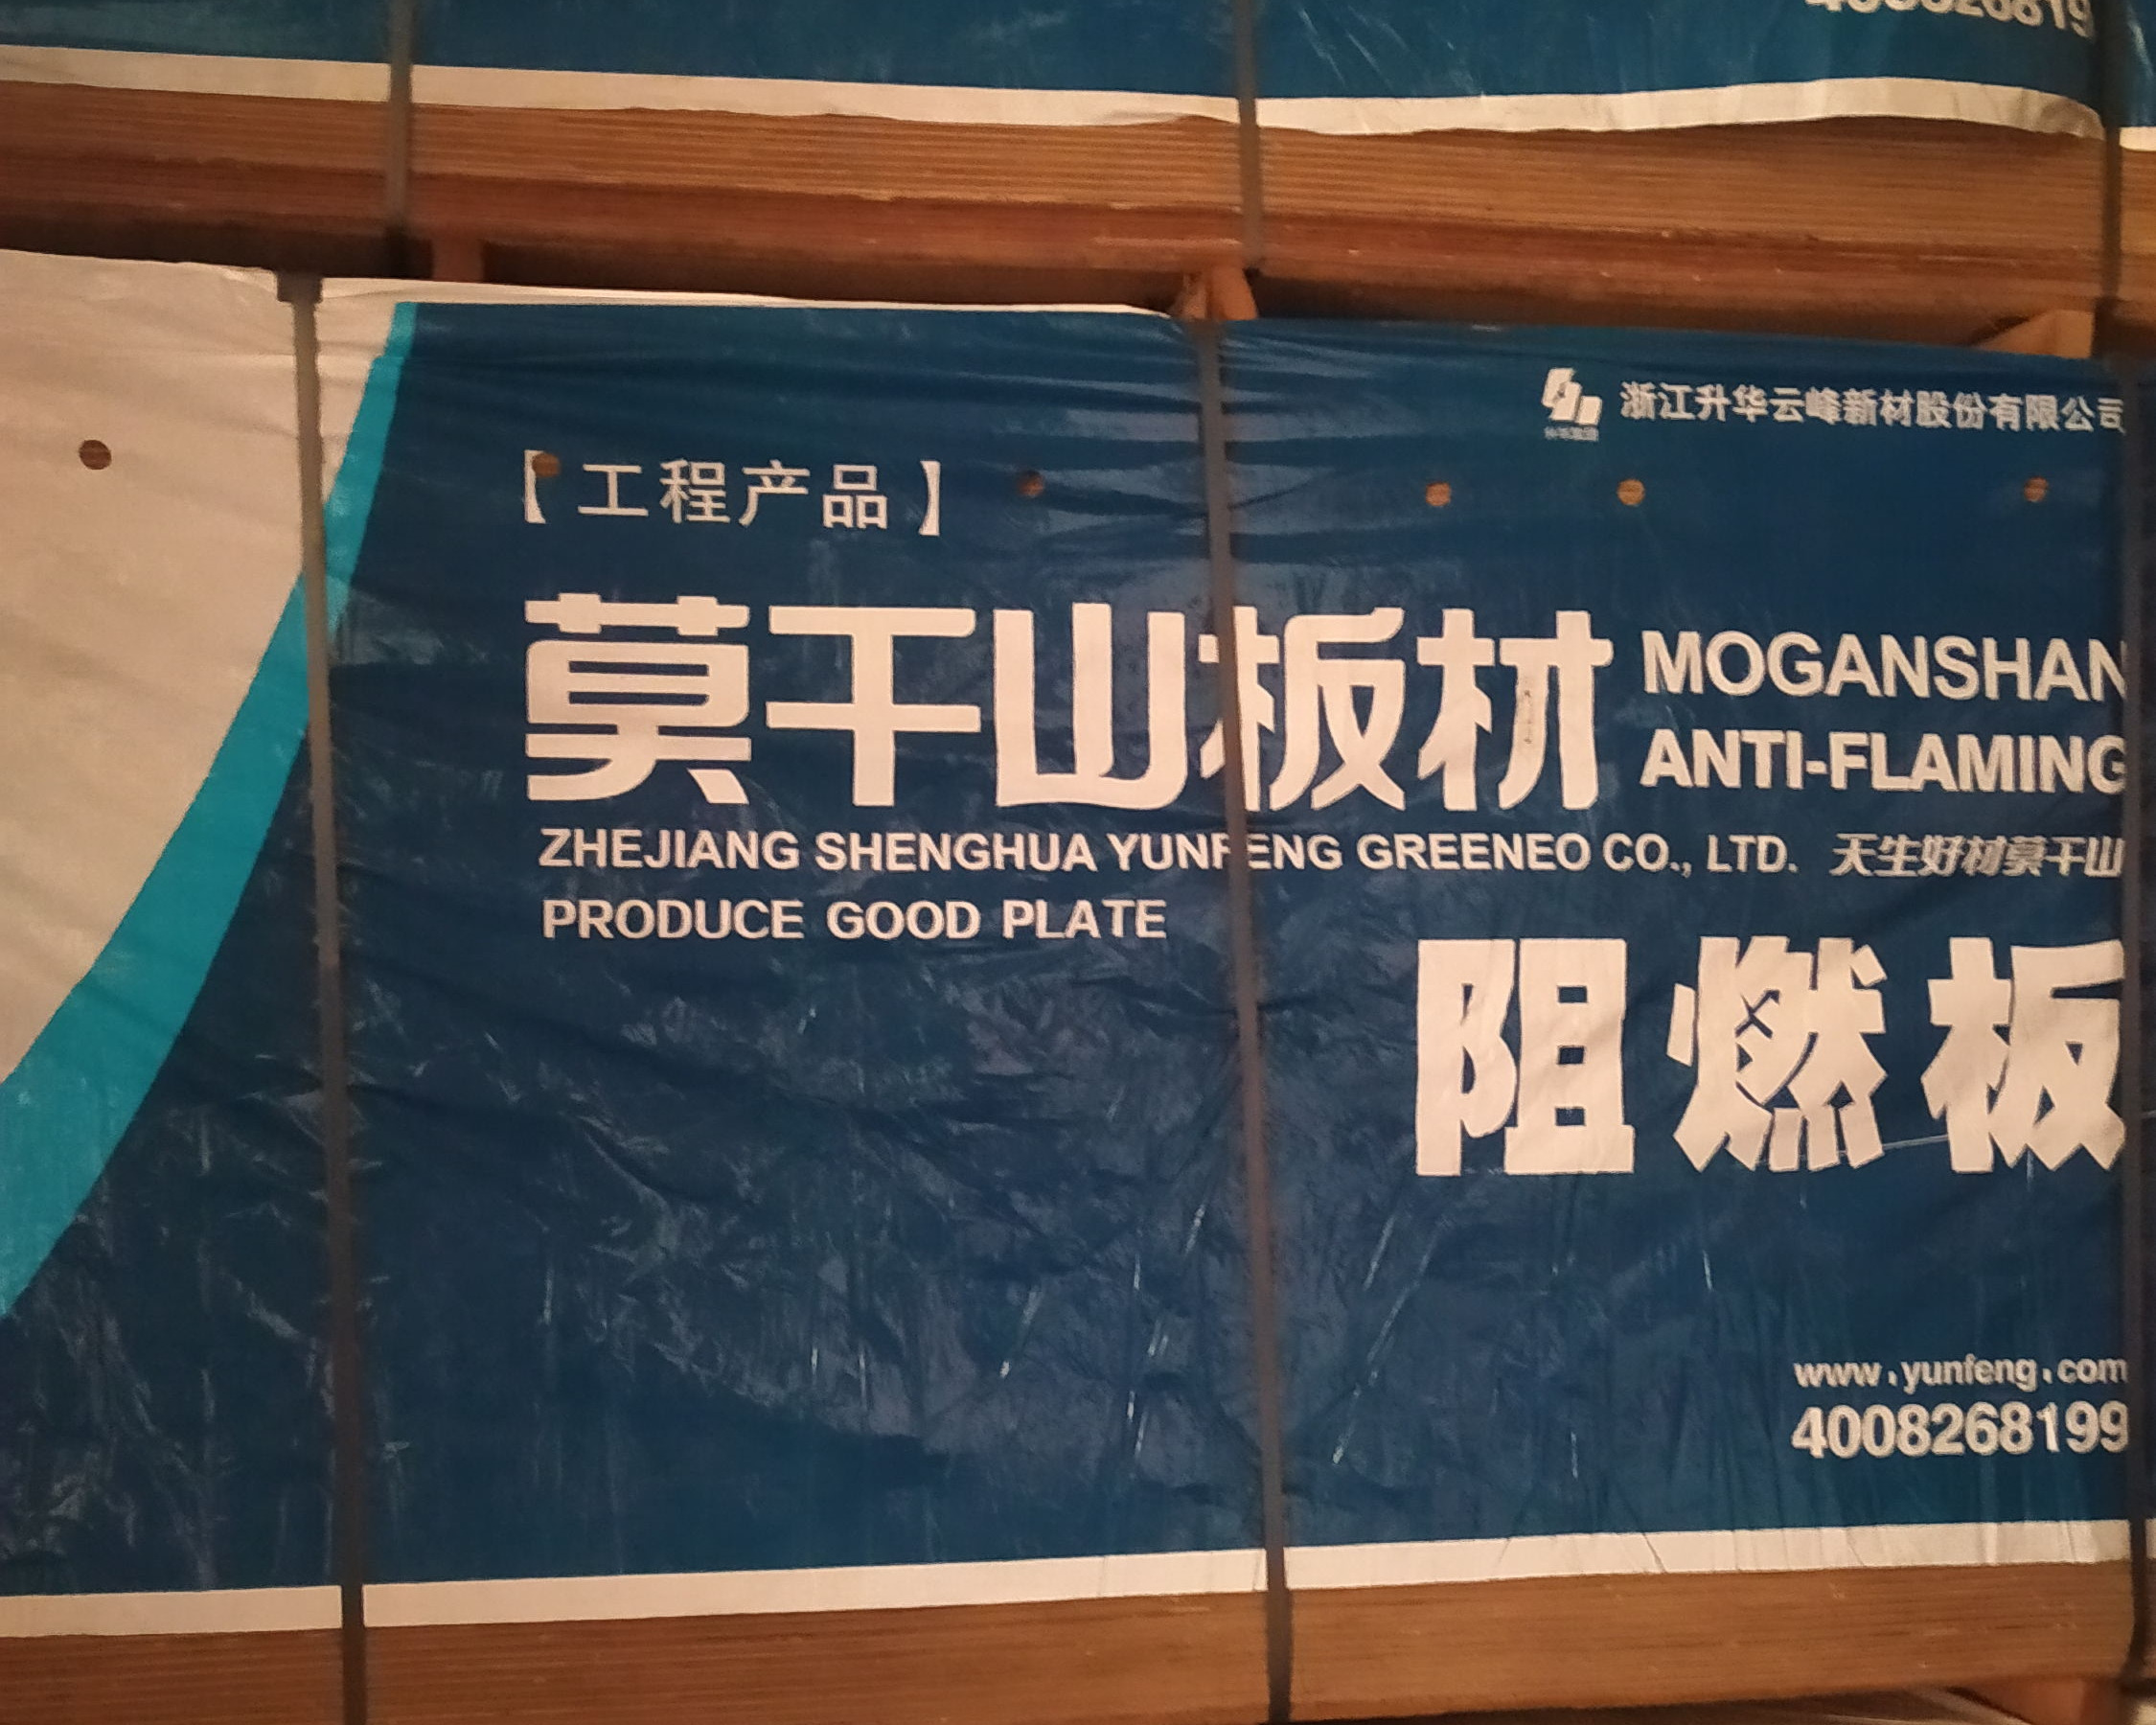 浙江升华云峰新材股份有限公司
【工程产品】
莫干山板材
MOGANSHAN
ANTI-FLAMING
ZHEJIANG SHENGHUA YUNFENG GREENEO CO., LTD. 天生好材莫干山
PRODUCE GOOD PLATE
阻燃板
www.yunfeng.com
4008268199